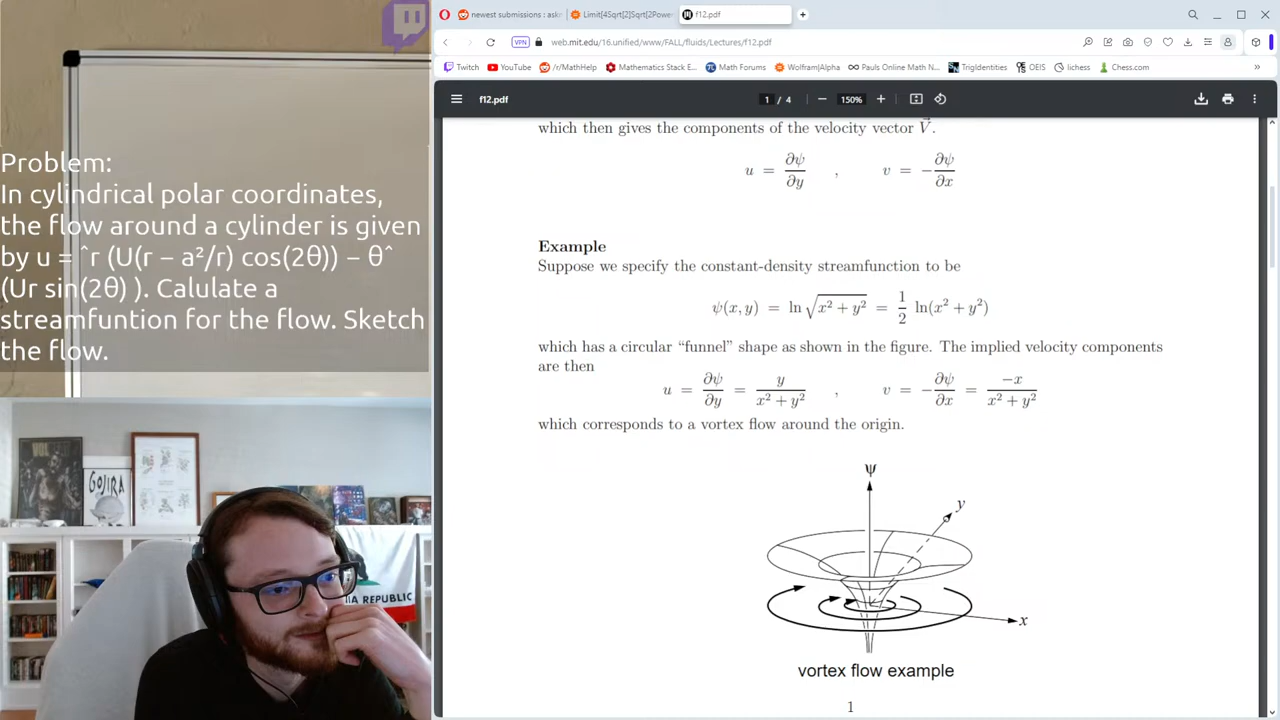 newest submissions : ask
Limit[4Sqrt[2]Sqrt[2Powe
f12.pdf
VPN
web.mit.edu/16.unified/www/FALL/fluids/Lectures/f12.pdf
Twitch
YouTube
/r/MathHelp
Mathematics Stack E...
Math Forums
Wolfram|Alpha
Pauls Online Math N...
TrigIdentities
OEIS
lichess
Chess.com
f12.pdf
1 / 4
150%
which then gives the components of the velocity vector V⃗.
u = ∂ψ/∂y , v = −∂ψ/∂x
Example
Suppose we specify the constant-density streamfunction to be
ψ(x, y) = ln √(x² + y²) = 1/2 ln(x² + y²)
which has a circular “funnel” shape as shown in the figure. The implied velocity components
are then
u = ∂ψ/∂y = y/(x² + y²) , v = −∂ψ/∂x = −x/(x² + y²)
which corresponds to a vortex flow around the origin.
ψ
y
x
vortex flow example
1
Problem:
In cylindrical polar coordinates,
the flow around a cylinder is given
by u = ˆr (U(r − a²/r) cos(2θ)) − θˆ
(Ur sin(2θ) ). Calulate a
streamfuntion for the flow. Sketch
the flow.
GOJIRA
IA REPUBLIC